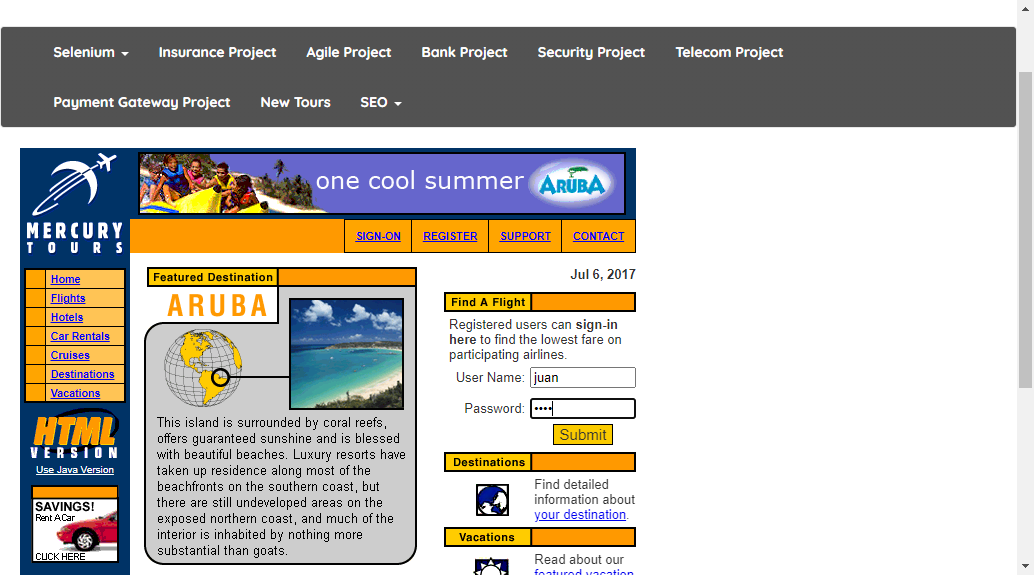 Selenium Insurance Project Agile Project Bank Project Security Project Telecom Project
Payment Gateway Project New Tours SEO
one cool summer ARUBA
MERCURY
TOURS
SIGN-ON REGISTER SUPPORT CONTACT
Home
Flights
Hotels
Car Rentals
Cruises
Destinations
Vacations
HTML
VERSION
Use Java Version
SAVINGS!
Rent A Car
CLICK HERE
Featured Destination
ARUBA
This island is surrounded by coral reefs,
offers guaranteed sunshine and is blessed
with beautiful beaches. Luxury resorts have
taken up residence along most of the
beachfronts on the southern coast, but
there are still undeveloped areas on the
exposed northern coast, and much of the
interior is inhabited by nothing more
substantial than goats.
Jul 6, 2017
Find A Flight
Registered users can sign-in
here to find the lowest fare on
participating airlines.
User Name: juan
Password: ••••
Submit
Destinations
Find detailed
information about
your destination.
Vacations
Read about our
featured vacation